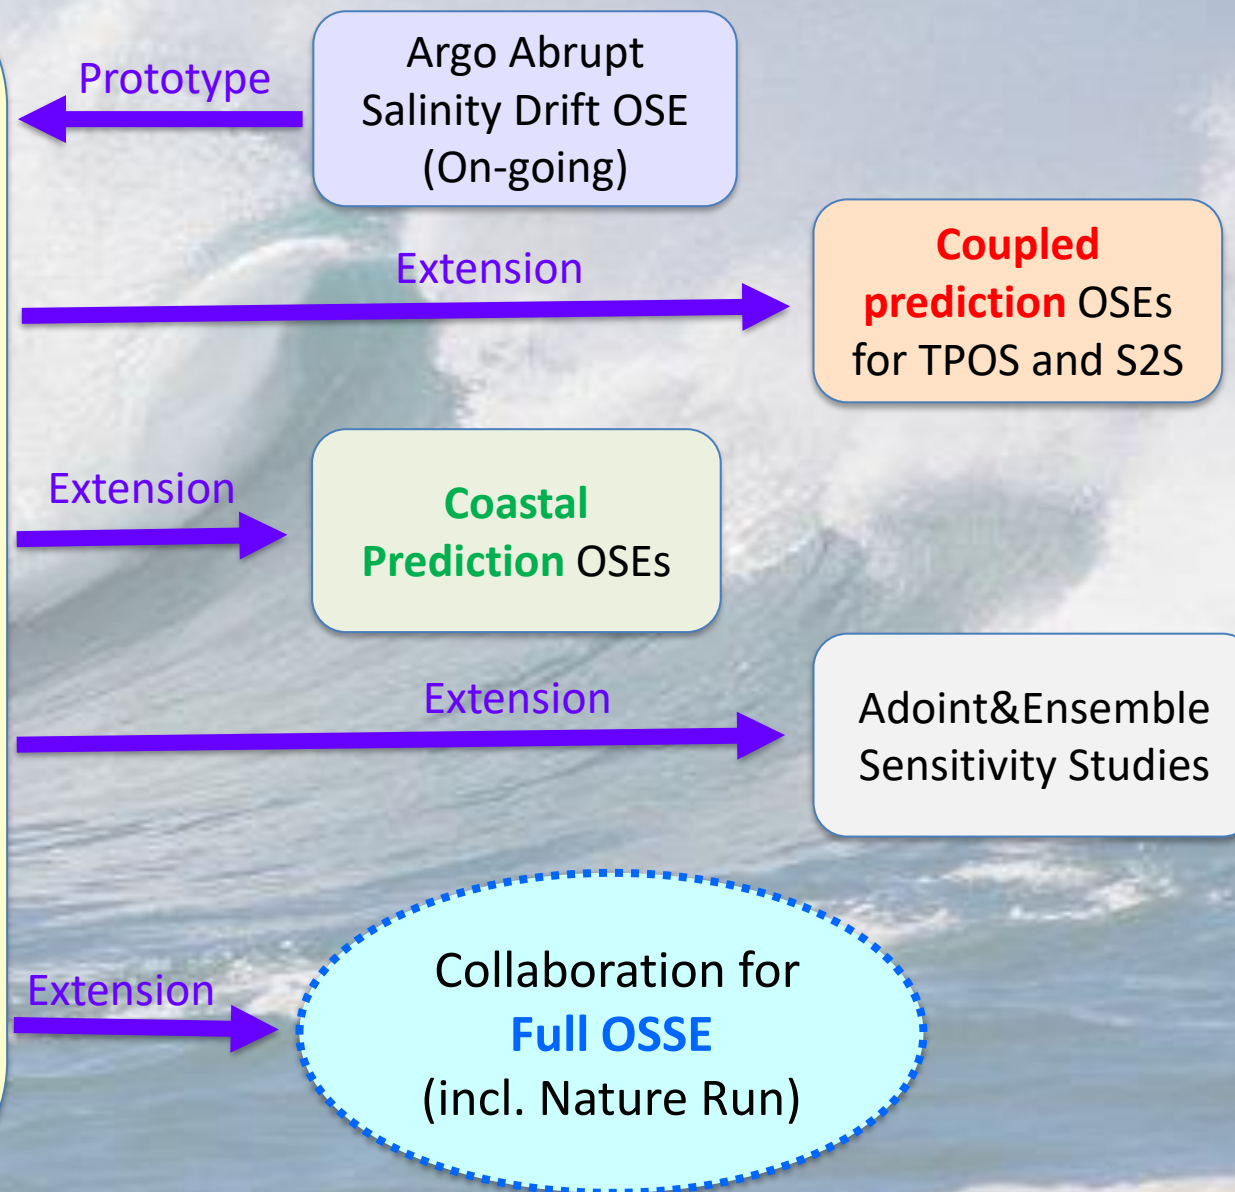 Prototype
Argo Abrupt
Salinity Drift OSE
(On-going)
Extension
Coupled
prediction OSEs
for TPOS and S2S
Extension
Coastal
Prediction OSEs
Extension
Adoint&Ensemble
Sensitivity Studies
Extension
Collaboration for
Full OSSE
(incl. Nature Run)